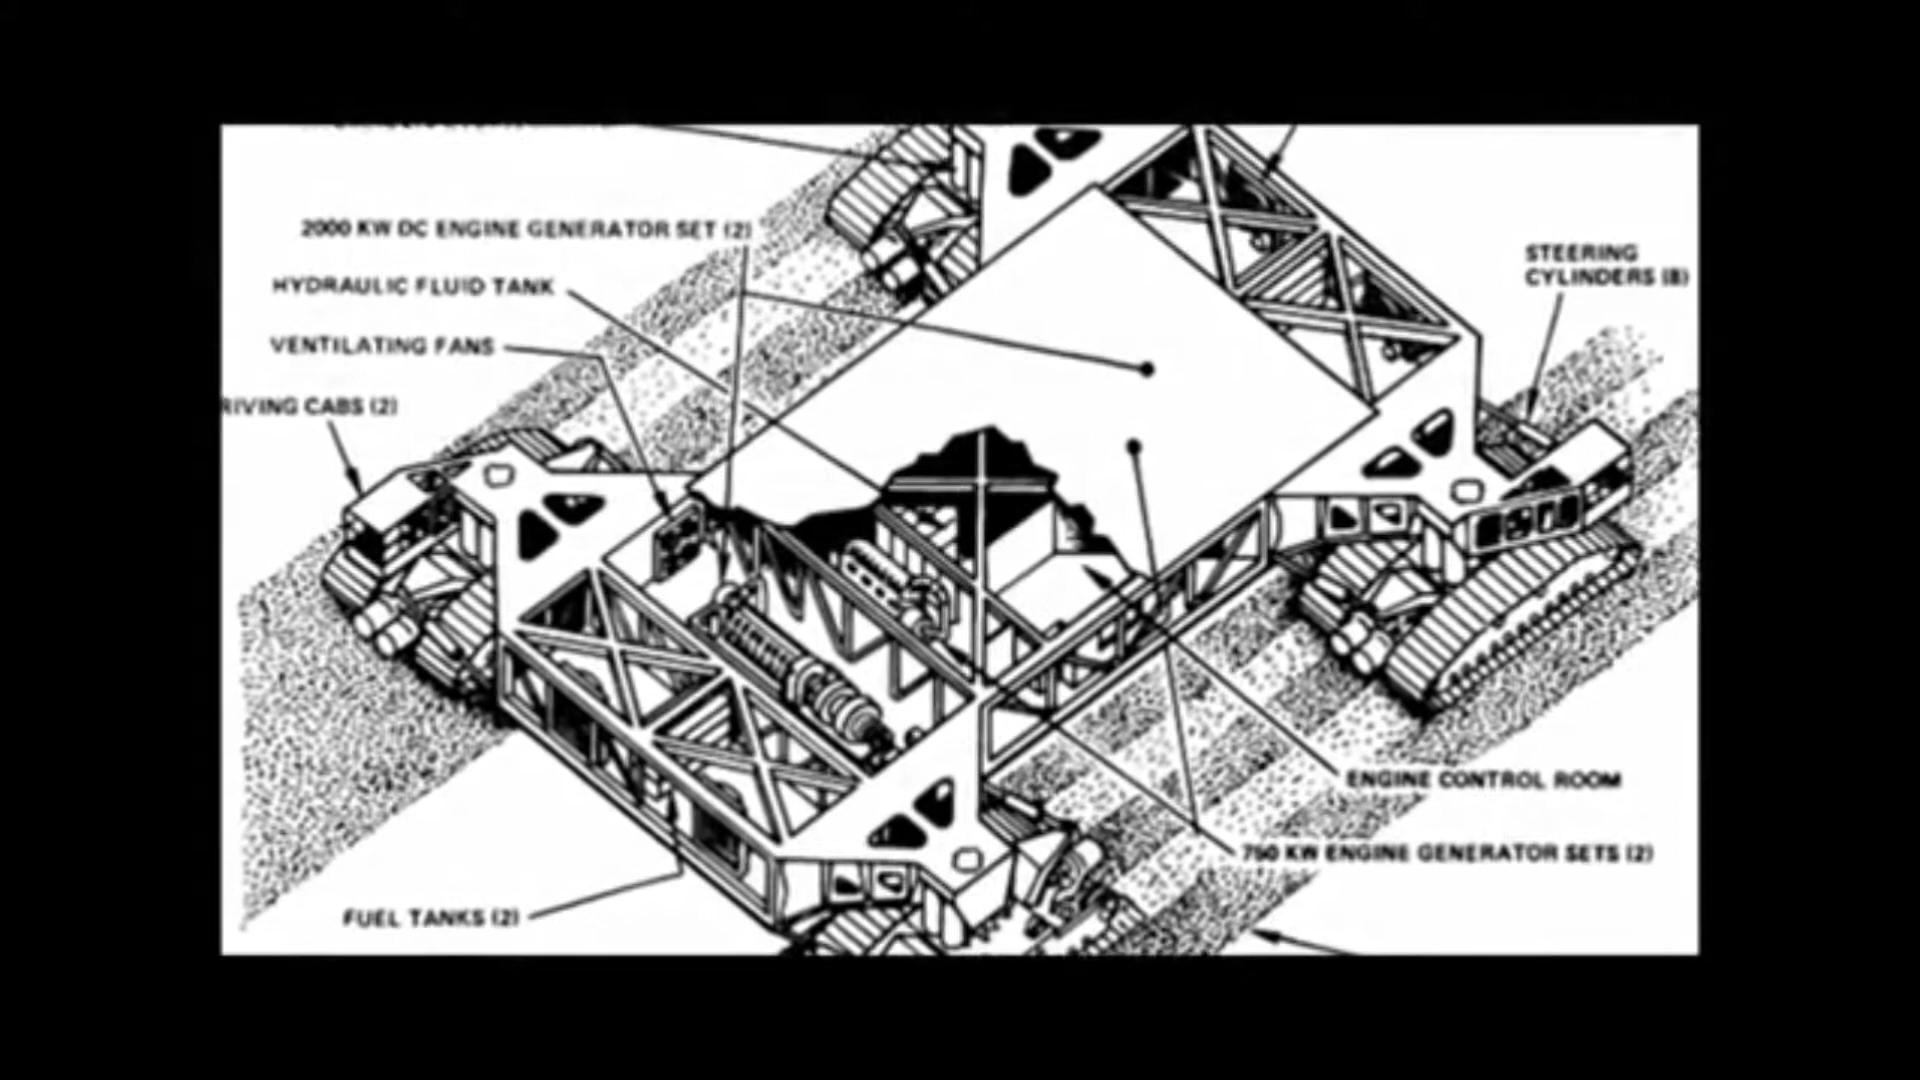 2000 KW DC ENGINE GENERATOR SET (2)
HYDRAULIC FLUID TANK
VENTILATING FANS
RIVING CABS (2)
STEERING
CYLINDERS (8)
ENGINE CONTROL ROOM
750 KW ENGINE GENERATOR SETS (2)
FUEL TANKS (2)